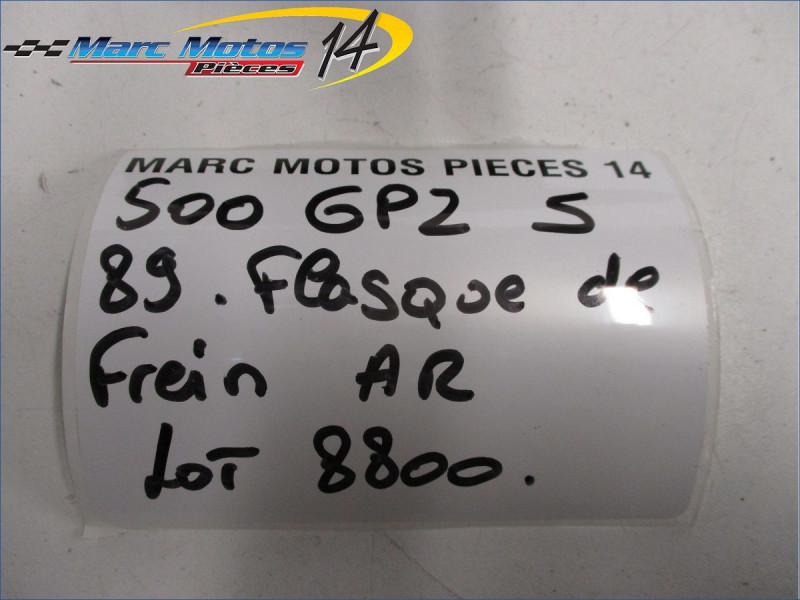 Marc Motos 14
Pièces
MARC MOTOS PIECES 14
500 GPZ S
89. Flasque de
Frein AR
Lot 8800.